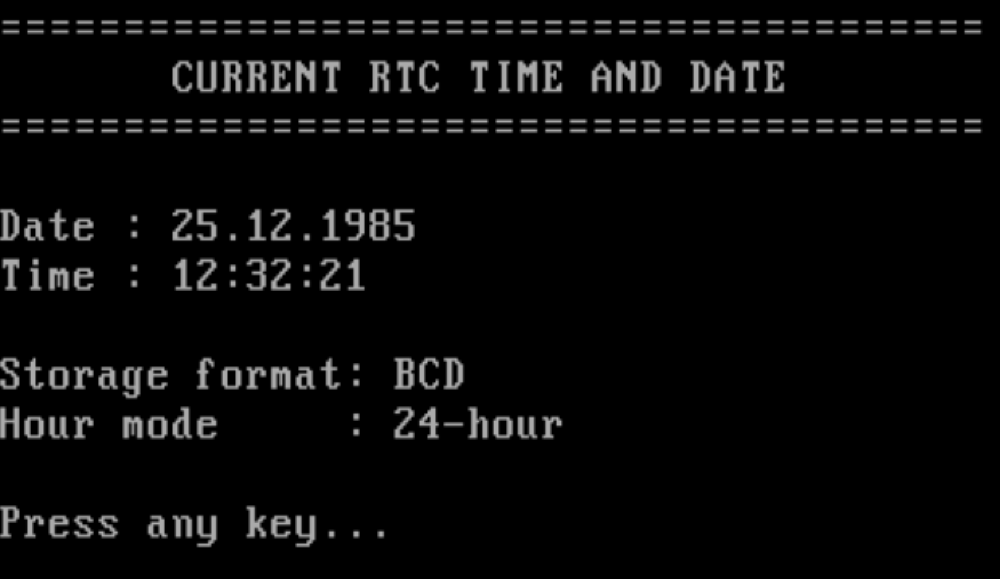 ========================================
       CURRENT RTC TIME AND DATE
========================================
Date : 25.12.1985
Time : 12:32:21
Storage format: BCD
Hour mode     : 24-hour
Press any key...